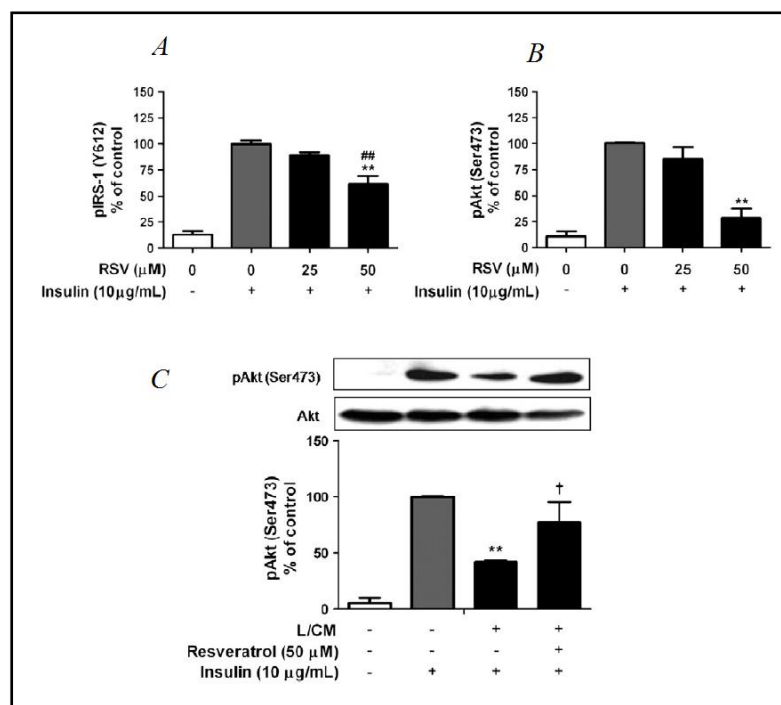 A
B
pIRS-1 (Y612)
% of control
150
125
100
75
50
25
0
##
**
RSV (µM) 0 0 25 50
Insulin (10µg/mL) - + + +
pAkt (Ser473)
% of control
150
125
100
75
50
25
0
**
RSV (µM) 0 0 25 50
Insulin (10µg/mL) - + + +
C
pAkt (Ser473)
Akt
pAkt (Ser473)
% of control
150
100
50
0
**
†
L/CM - - + +
Resveratrol (50 µM) - - - +
Insulin (10 µg/mL) - + + +